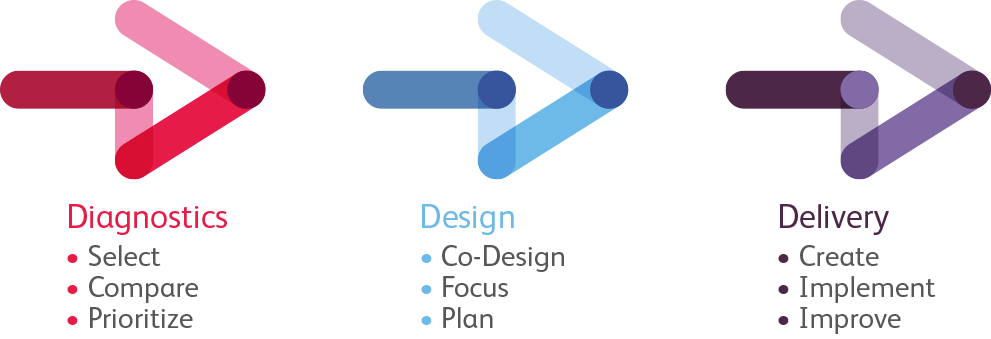 Diagnostics
• Select
• Compare
• Prioritize
Design
• Co-Design
• Focus
• Plan
Delivery
• Create
• Implement
• Improve